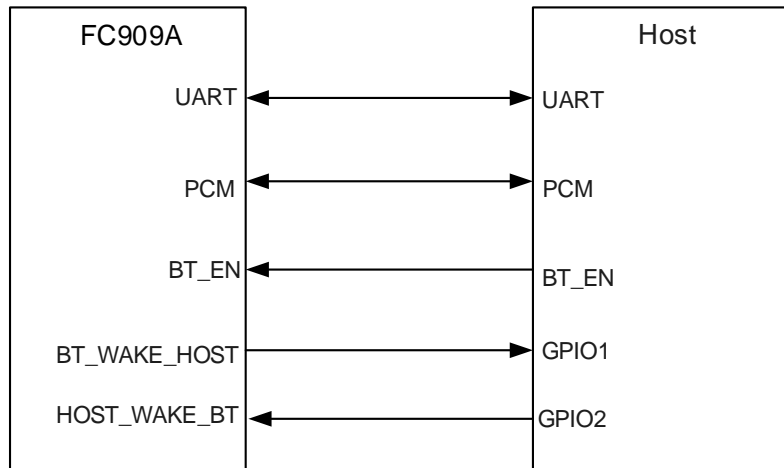 FC909A
Host
UART
UART
PCM
PCM
BT_EN
BT_EN
BT_WAKE_HOST
GPIO1
HOST_WAKE_BT
GPIO2